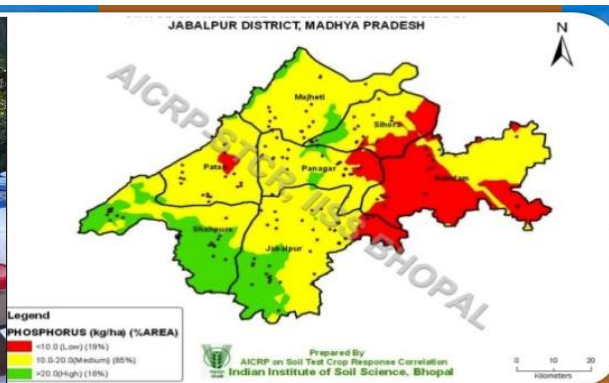 JABALPUR DISTRICT, MADHYA PRADESH
N
AICRP-STCR, IISS BHOPAL
Majholi
Sihora
Patan
Panagar
Kundam
Shahpura
Jabalpur
Legend
PHOSPHORUS (kg/ha) (%AREA)
<10.0 (Low) (19%)
10.0-20.0(Medium) (65%)
>20.0(High) (16%)
Prepared By
AICRP on Soil Test Crop Response Correlation
Indian Institute of Soil Science, Bhopal
0 10 20
Kilometers